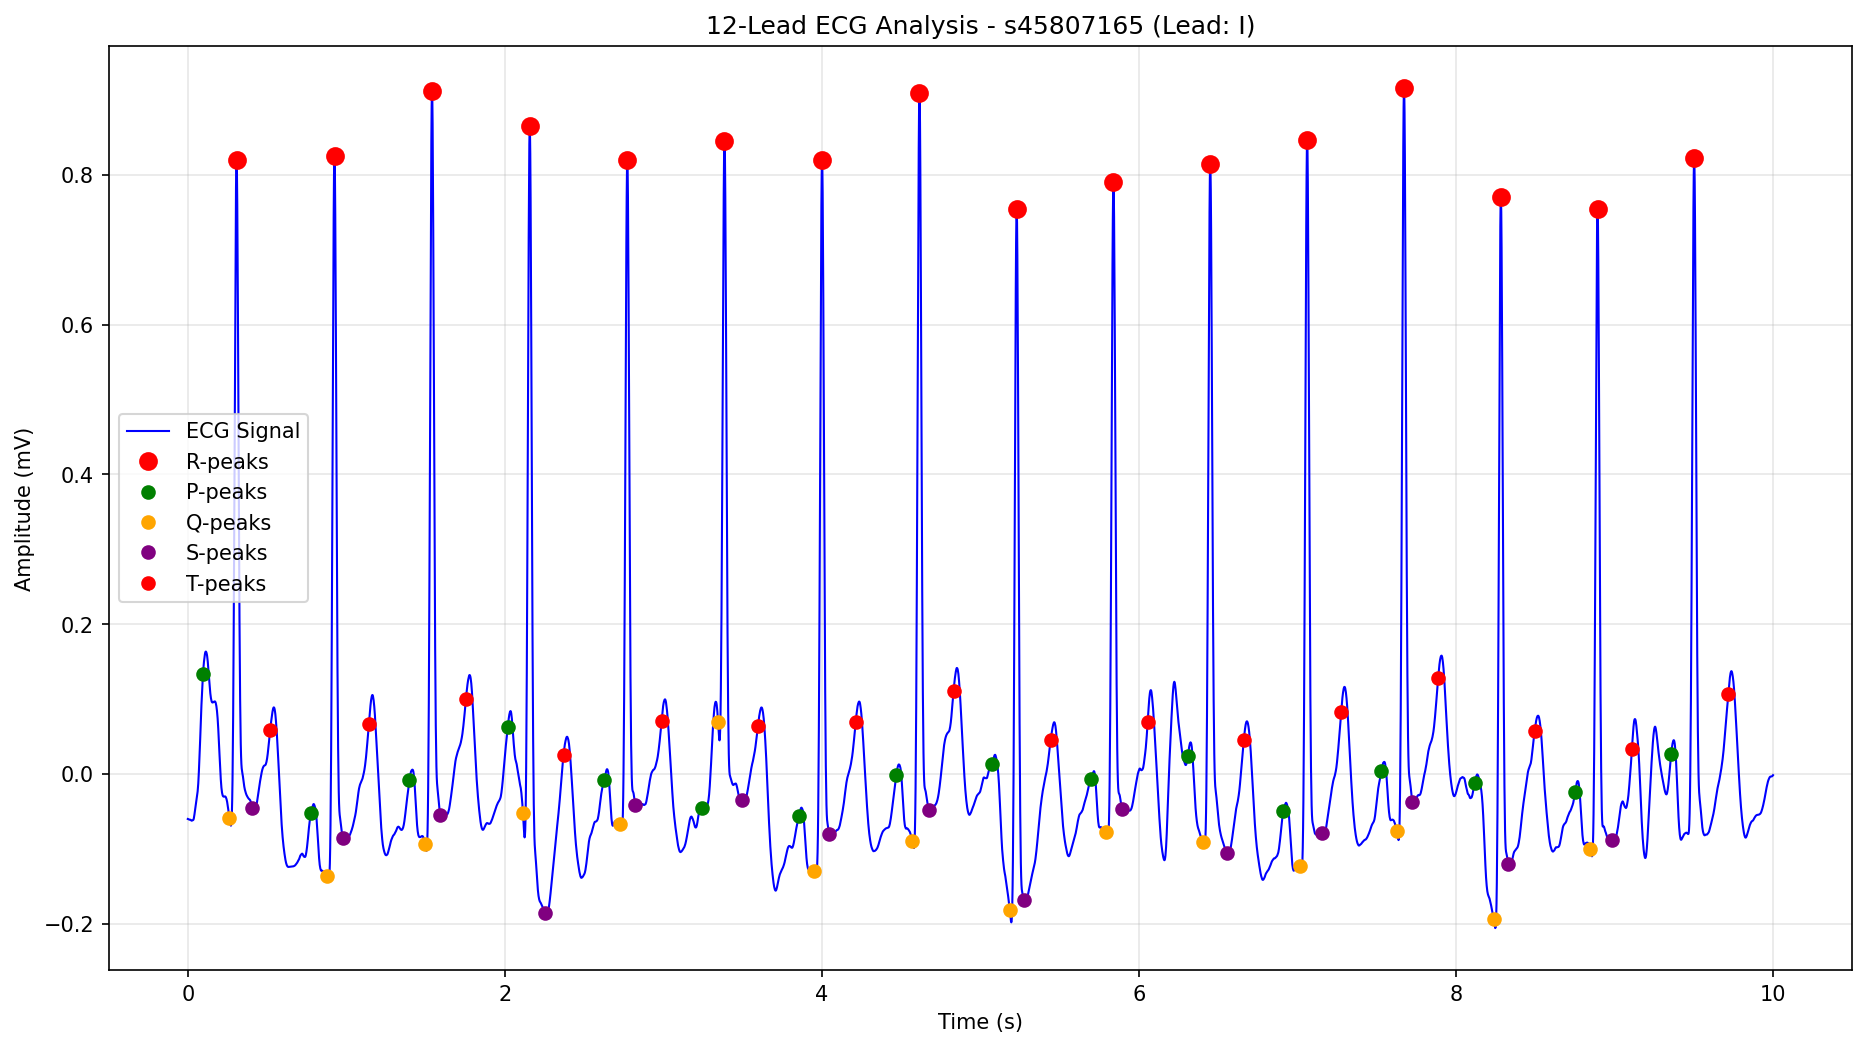 12-Lead ECG Analysis - s45807165 (Lead: I)
Amplitude (mV)
0.8
0.6
0.4
0.2
0.0
−0.2
ECG Signal
R-peaks
P-peaks
Q-peaks
S-peaks
T-peaks
0 2 4 6 8 10
Time (s)